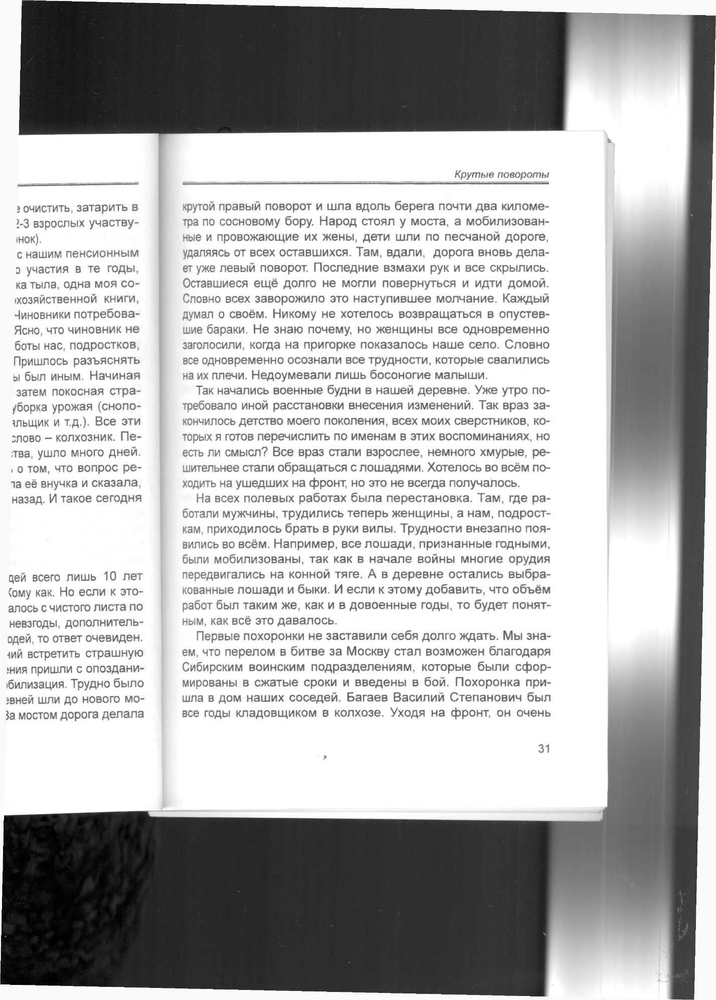 очистить, затарить в
2-3 взрослых участву-
с нашим пенсионным
участия в те годы,
тыла, одна моя со-
книги,
Чиновники потребова-
Ясно, что чиновник не
нас, подростков,
Пришлось разъяснять
был иным. Начиная
затем покосная стра-
уборка урожая (снопо-
и т.д.). Все эти
слово – колхозник. Пе-
ушло много дней.
о том, что вопрос ре-
её внучка и сказала,
назад. И такое сегодня
всего лишь 10 лет
Кому как. Но если к это-
с чистого листа по
невзгоды, дополнитель-
то ответ очевиден.
встретить страшную
пришли с опоздани-
Трудно было
шли до нового мо-
За мостом дорога делала
Крутые повороты
крутой правый поворот и шла вдоль берега почти два киломе-
тра по сосновому бору. Народ стоял у моста, а мобилизован-
ные и провожающие их жены, дети шли по песчаной дороге,
удаляясь от всех оставшихся. Там, вдали, дорога вновь дела-
ет уже левый поворот. Последние взмахи рук и все скрылись.
Оставшиеся ещё долго не могли повернуться и идти домой.
Словно всех заворожило это наступившее молчание. Каждый
думал о своём. Никому не хотелось возвращаться в опустев-
шие бараки. Не знаю почему, но женщины все одновременно
заголосили, когда на пригорке показалось наше село. Словно
все одновременно осознали все трудности, которые свалились
на их плечи. Недоумевали лишь босоногие малыши.
Так начались военные будни в нашей деревне. Уже утро по-
требовало иной расстановки внесения изменений. Так враз за-
кончилось детство моего поколения, всех моих сверстников, ко-
торых я готов перечислить по именам в этих воспоминаниях, но
есть ли смысл? Все враз стали взрослее, немного хмурые, ре-
шительнее стали обращаться с лошадями. Хотелось во всём по-
ходить на ушедших на фронт, но это не всегда получалось.
На всех полевых работах была перестановка. Там, где ра-
ботали мужчины, трудились теперь женщины, а нам, подрост-
кам, приходилось брать в руки вилы. Трудности внезапно поя-
вились во всём. Например, все лошади, признанные годными,
были мобилизованы, так как в начале войны многие орудия
передвигались на конной тяге. А в деревне остались выбра-
кованные лошади и быки. И если к этому добавить, что объём
работ был таким же, как и в довоенные годы, то будет понят-
ным, как всё это давалось.
Первые похоронки не заставили себя долго ждать. Мы зна-
ем, что перелом в битве за Москву стал возможен благодаря
Сибирским воинским подразделениям, которые были сфор-
мированы в сжатые сроки и введены в бой. Похоронка при-
шла в дом наших соседей. Багаев Василий Степанович был
все годы кладовщиком в колхозе. Уходя на фронт, он очень
31